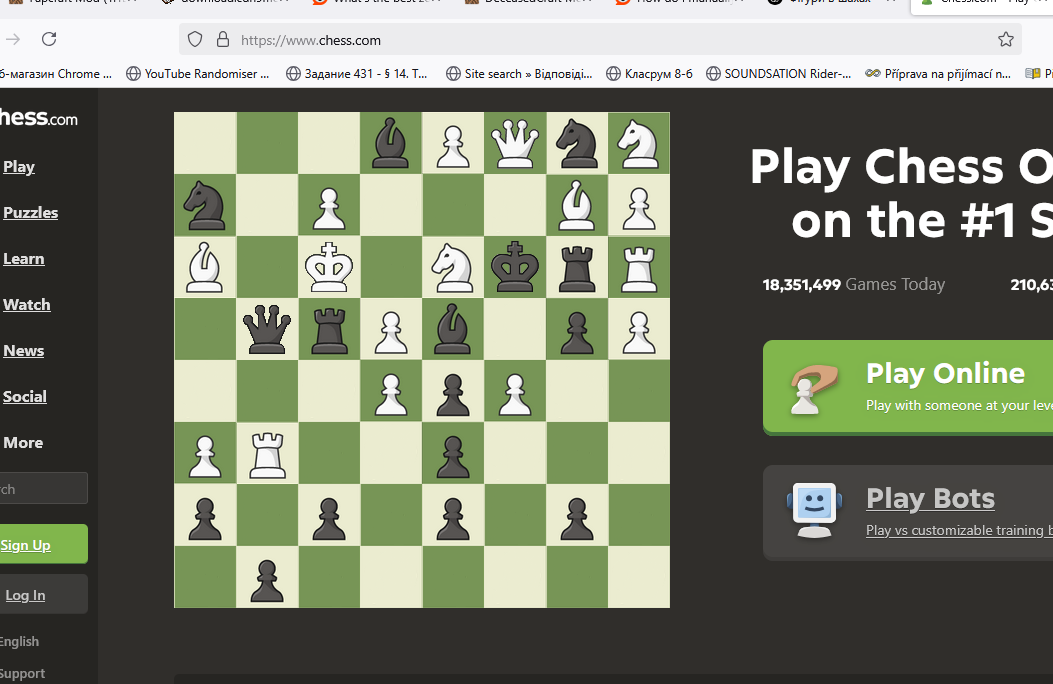 https://www.chess.com
YouTube Randomiser ...
Задание 431 - § 14. Т...
Site search » Відповіді...
Класрум 8-б
SOUNDSATION Rider-...
Příprava na přijímací n...
б-магазин Chrome ...
hess.com
Play
Puzzles
Learn
Watch
News
Social
More
rch
Sign Up
Log In
English
Support
Play Chess O
on the #1 S
18,351,499 Games Today
210,63
Play Online
Play with someone at your leve
Play Bots
Play vs customizable training b